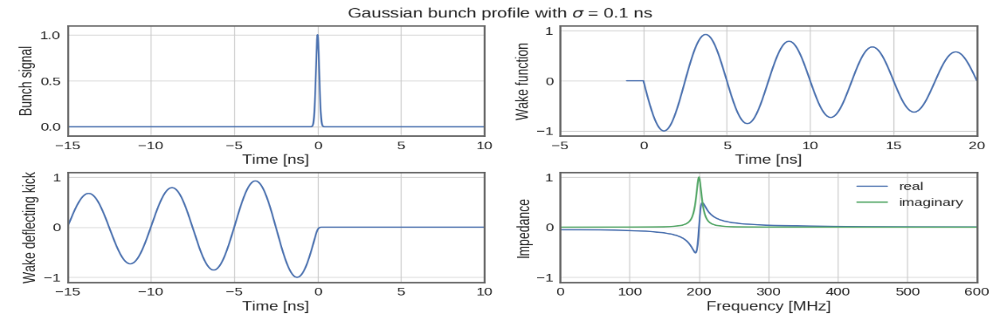 Gaussian bunch profile with σ = 0.1 ns
Bunch signal
1.0
0.5
0.0
−15 −10 −5 0 5 10
Time [ns]
Wake function
1
0
−1
−5 0 5 10 15 20
Time [ns]
Wake deflecting kick
1
0
−1
−15 −10 −5 0 5 10
Time [ns]
Impedance
1
0
−1
real
imaginary
0 100 200 300 400 500 600
Frequency [MHz]